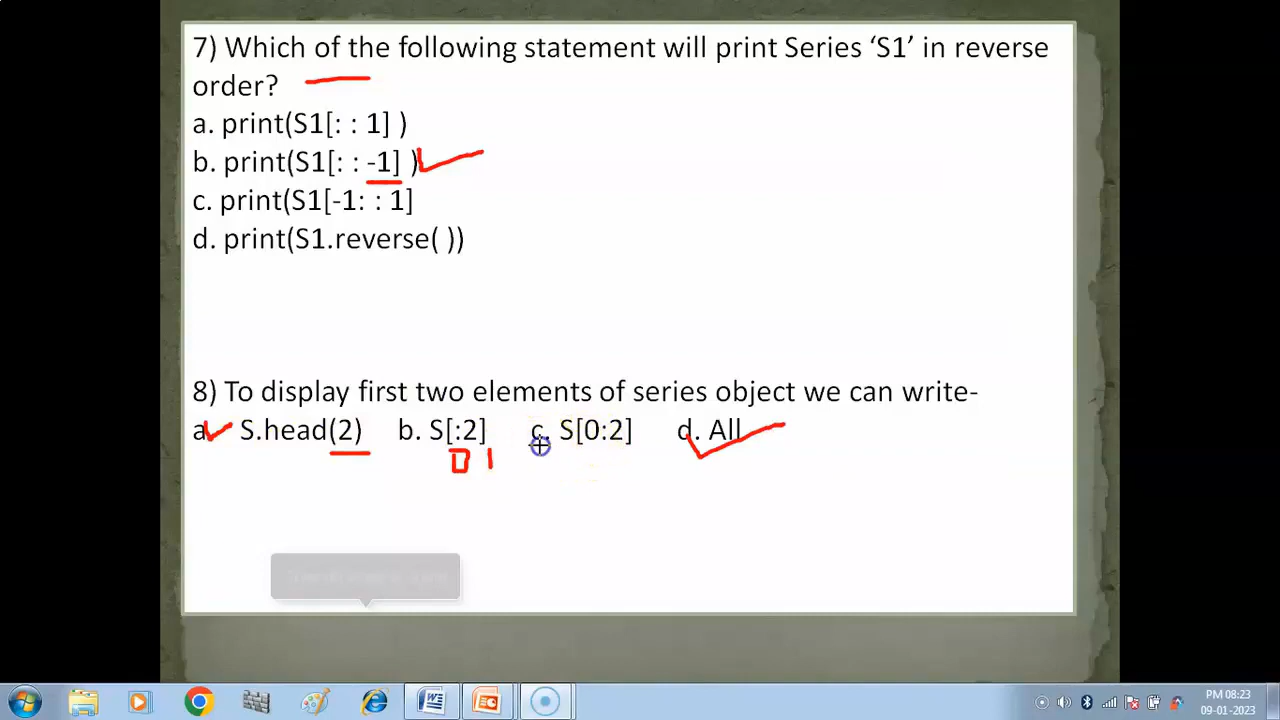 7) Which of the following statement will print Series ‘S1’ in reverse
order?
a. print(S1[: : 1] )
b. print(S1[: : -1] )
c. print(S1[-1: : 1]
d. print(S1.reverse( ))
8) To display first two elements of series object we can write-
a. S.head(2) b. S[:2] c. S[0:2] d. All
0 1
PM 08:23
09-01-2023